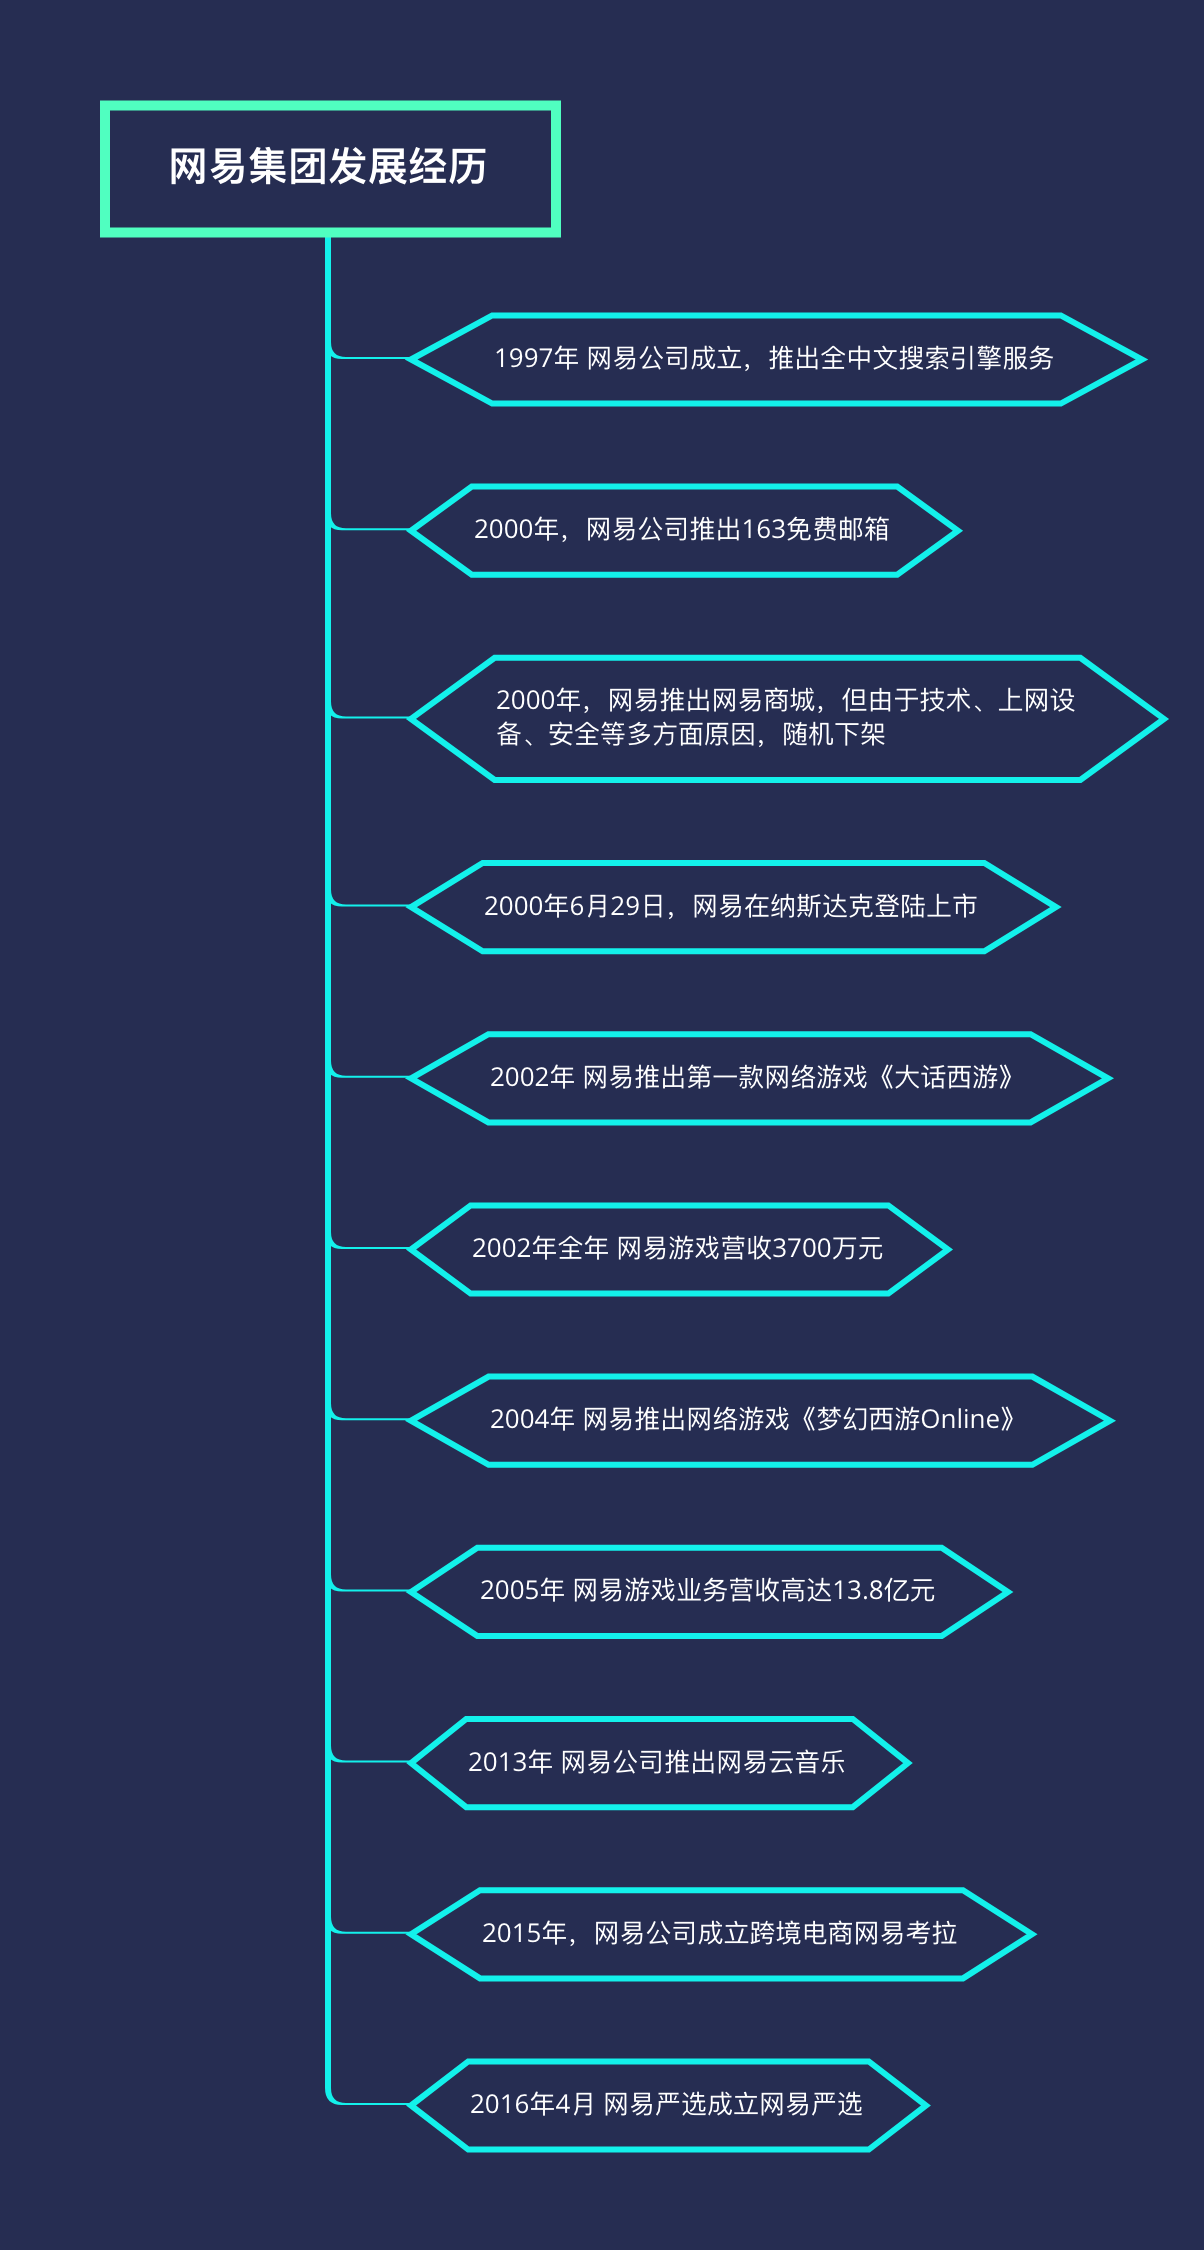 网易集团发展经历
1997年 网易公司成立，推出全中文搜索引擎服务
2000年，网易公司推出163免费邮箱
2000年，网易推出网易商城，但由于技术、上网设
备、安全等多方面原因，随机下架
2000年6月29日，网易在纳斯达克登陆上市
2002年 网易推出第一款网络游戏《大话西游》
2002年全年 网易游戏营收3700万元
2004年 网易推出网络游戏《梦幻西游Online》
2005年 网易游戏业务营收高达13.8亿元
2013年 网易公司推出网易云音乐
2015年，网易公司成立跨境电商网易考拉
2016年4月 网易严选成立网易严选